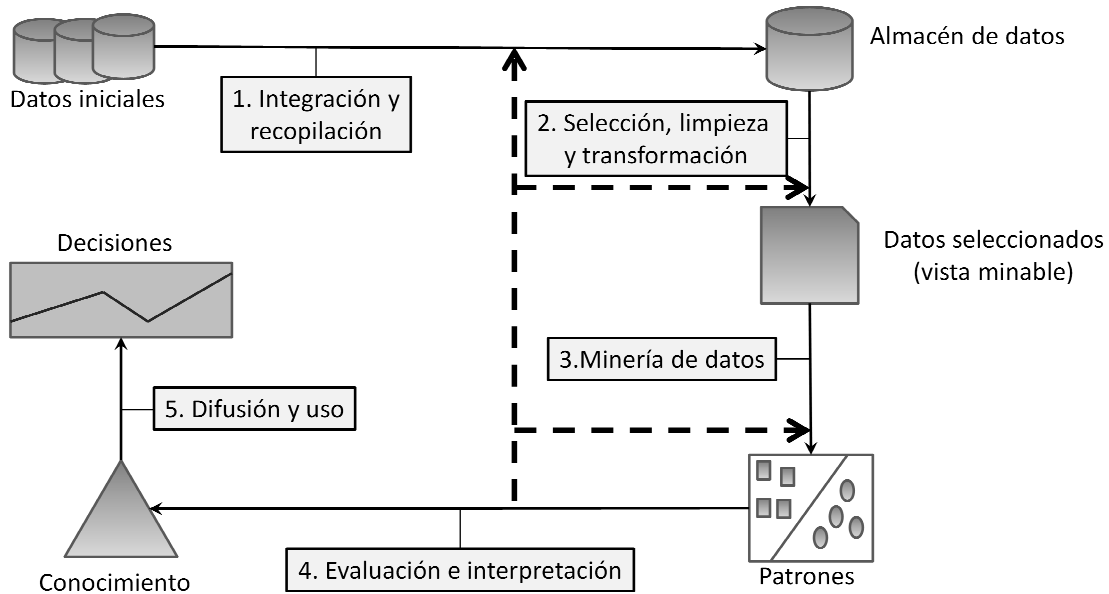 Datos iniciales
1. Integración y
recopilación
Almacén de datos
2. Selección, limpieza
y transformación
Datos seleccionados
(vista minable)
3.Minería de datos
Patrones
4. Evaluación e interpretación
Conocimiento
5. Difusión y uso
Decisiones